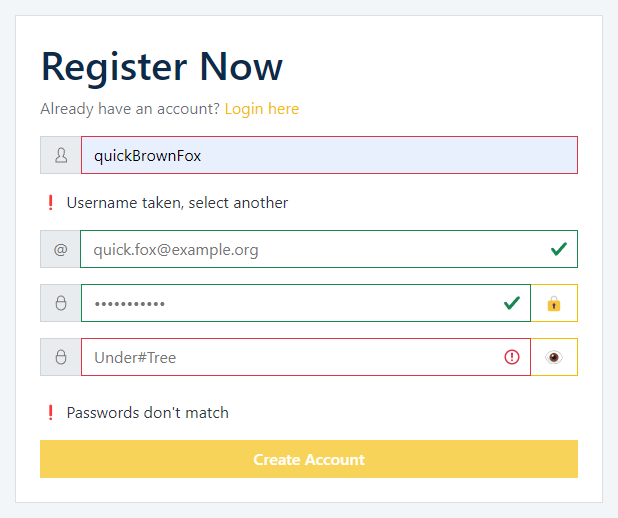 Register Now
Already have an account? Login here
quickBrownFox
❗ Username taken, select another
@ quick.fox@example.org
•••••••••••
Under#Tree
❗ Passwords don't match
Create Account